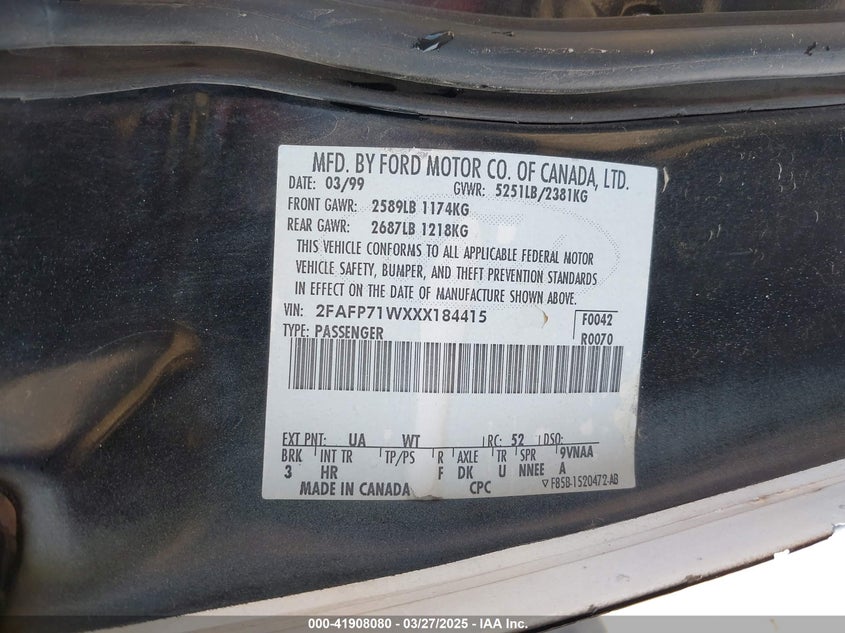 MFD. BY FORD MOTOR CO. OF CANADA, LTD.
DATE: 03/99 GVWR: 5251LB/2381KG
FRONT GAWR: 2589LB 1174KG
REAR GAWR: 2687LB 1218KG
THIS VEHICLE CONFORMS TO ALL APPLICABLE FEDERAL MOTOR
VEHICLE SAFETY, BUMPER, AND THEFT PREVENTION STANDARDS
IN EFFECT ON THE DATE OF MANUFACTURE SHOWN ABOVE.
VIN: 2FAFP71WXXX184415 F0042
TYPE: PASSENGER R0070
EXT PNT: UA WT RC: 52 DSO:
BRK INT TR TP/PS R AXLE TR SPR 9VNAA
3 HR F DK U NNEE A
MADE IN CANADA CPC F85B-1520472-AB
000-41908080 - 03/27/2025 - IAA Inc.